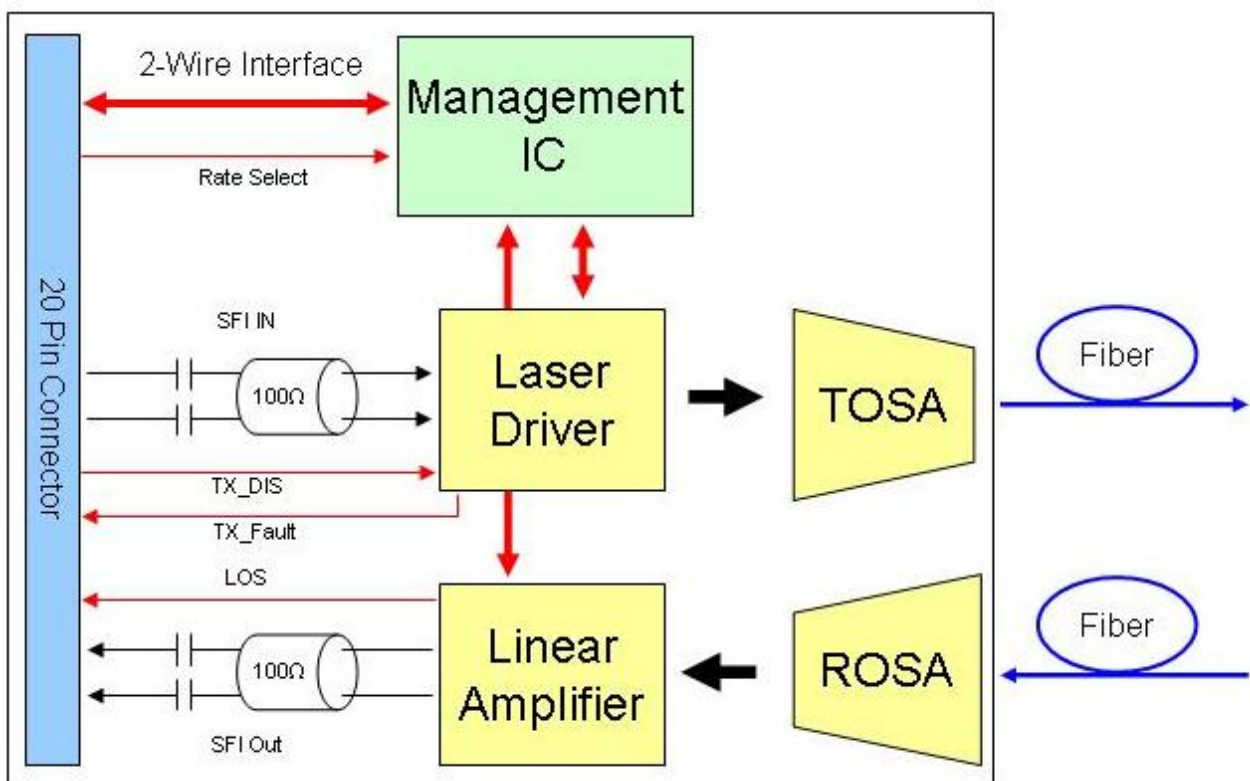 2-Wire Interface
Management
IC
Rate Select
20 Pin Connector
SFI IN
100Ω
Laser
Driver
TOSA
Fiber
TX_DIS
TX_Fault
LOS
100Ω
SFI Out
Linear
Amplifier
ROSA
Fiber